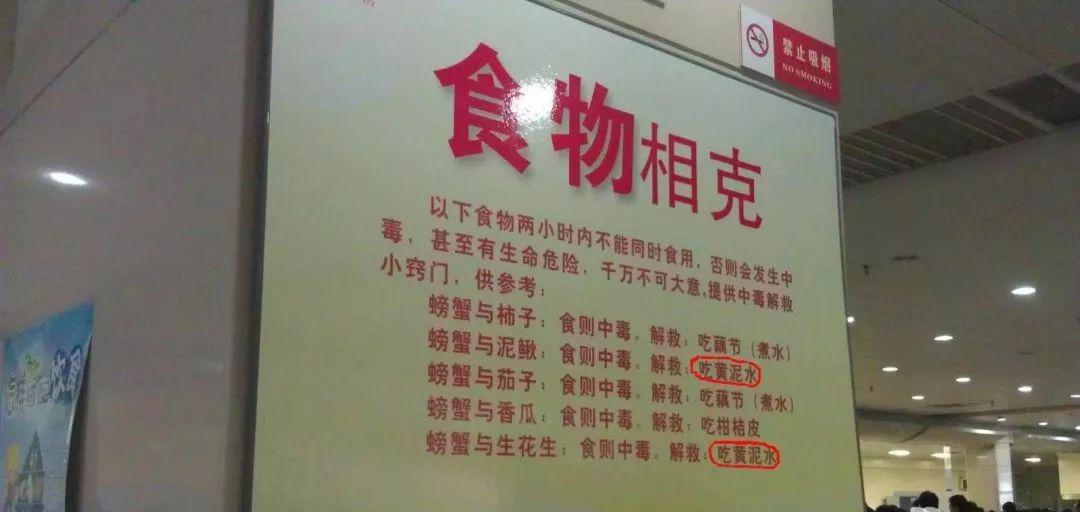 禁止吸烟
NO SMOKING
食物相克
以下食物两小时内不能同时食用，否则会发生中
毒，甚至有生命危险，千万不可大意,提供中毒解救
小窍门，供参考：
螃蟹与柿子：食则中毒。解救：吃藕节（煮水）
螃蟹与泥鳅：食则中毒。解救：吃黄泥水
螃蟹与茄子：食则中毒。解救：吃藕节（煮水）
螃蟹与香瓜：食则中毒。解救：吃柑桔皮
螃蟹与生花生：食则中毒。解救：吃黄泥水